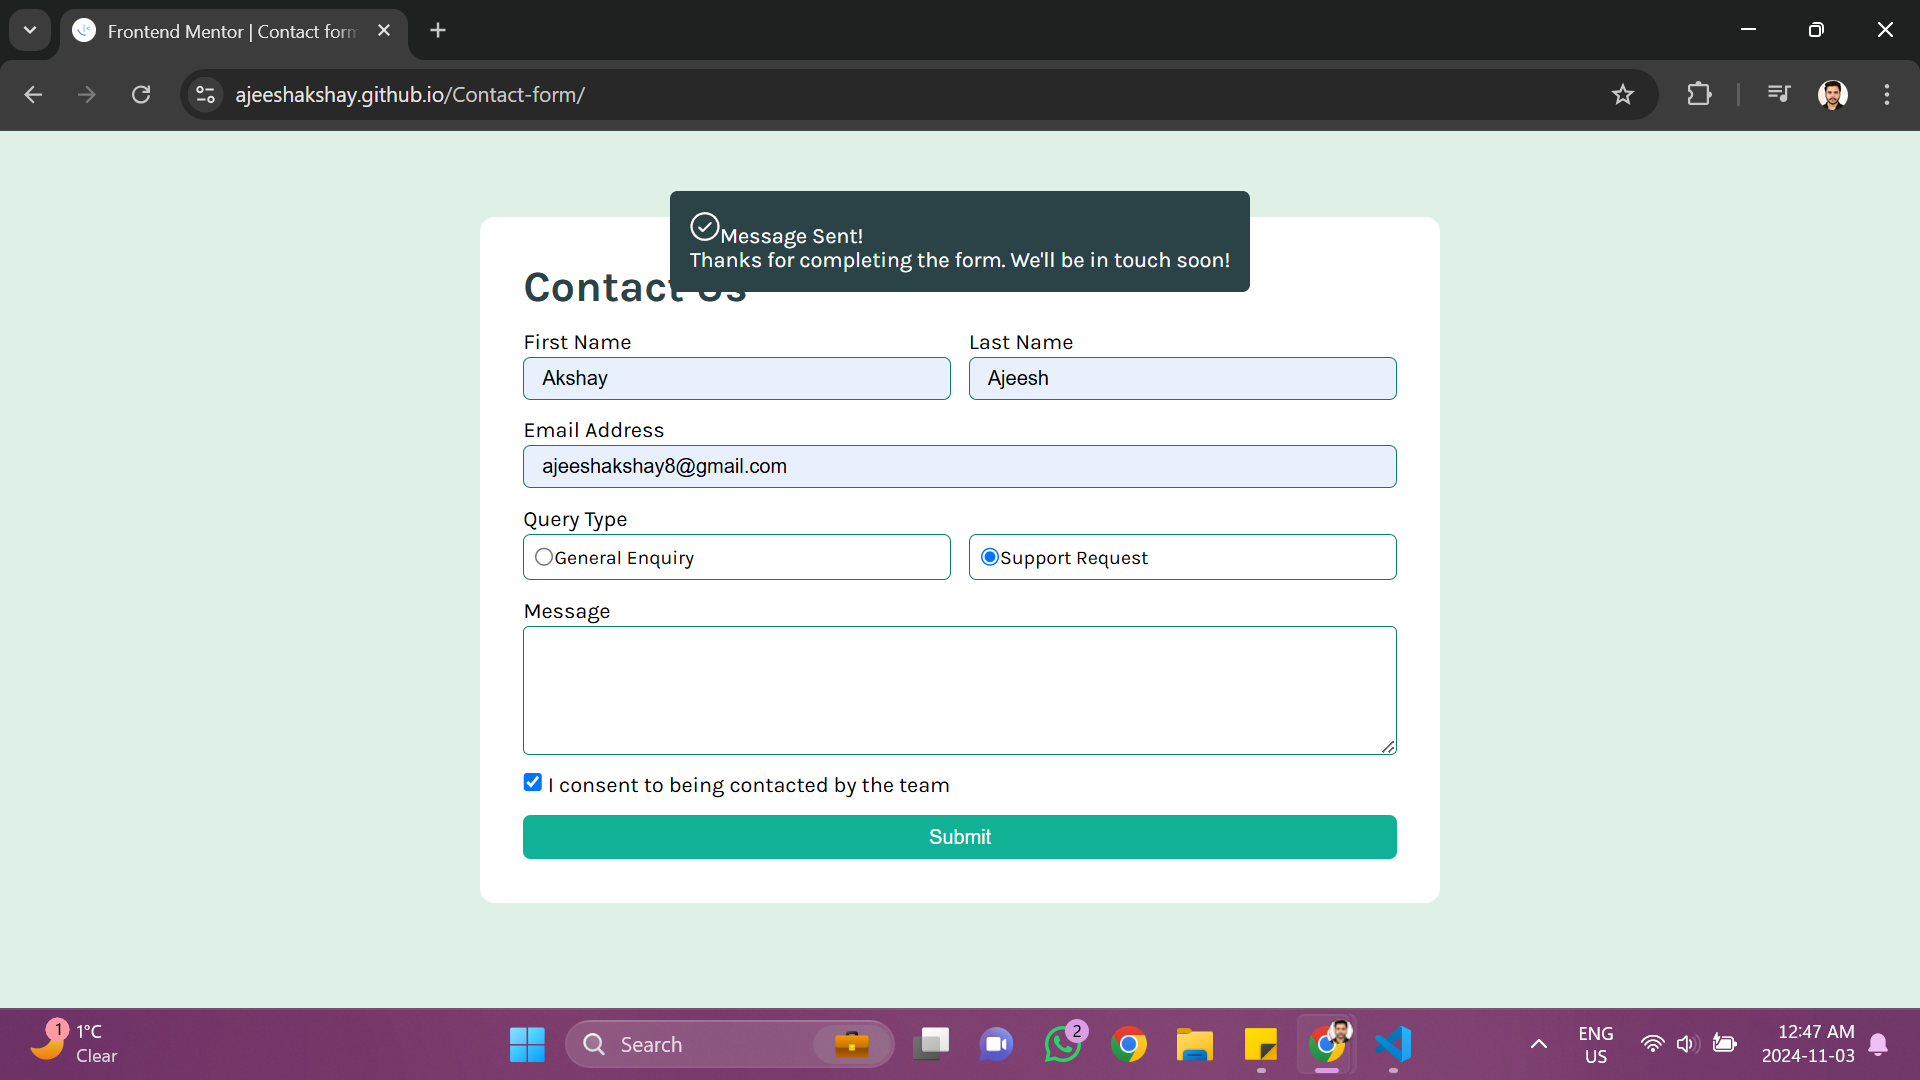 Frontend Mentor | Contact form
ajeeshakshay.github.io/Contact-form/
Message Sent!
Thanks for completing the form. We'll be in touch soon!
Contact Us
First Name
Last Name
Akshay
Ajeesh
Email Address
ajeeshakshay8@gmail.com
Query Type
General Enquiry
Support Request
Message
I consent to being contacted by the team
Submit
1
1°C
Clear
Search
2
ENG
US
12:47 AM
2024-11-03